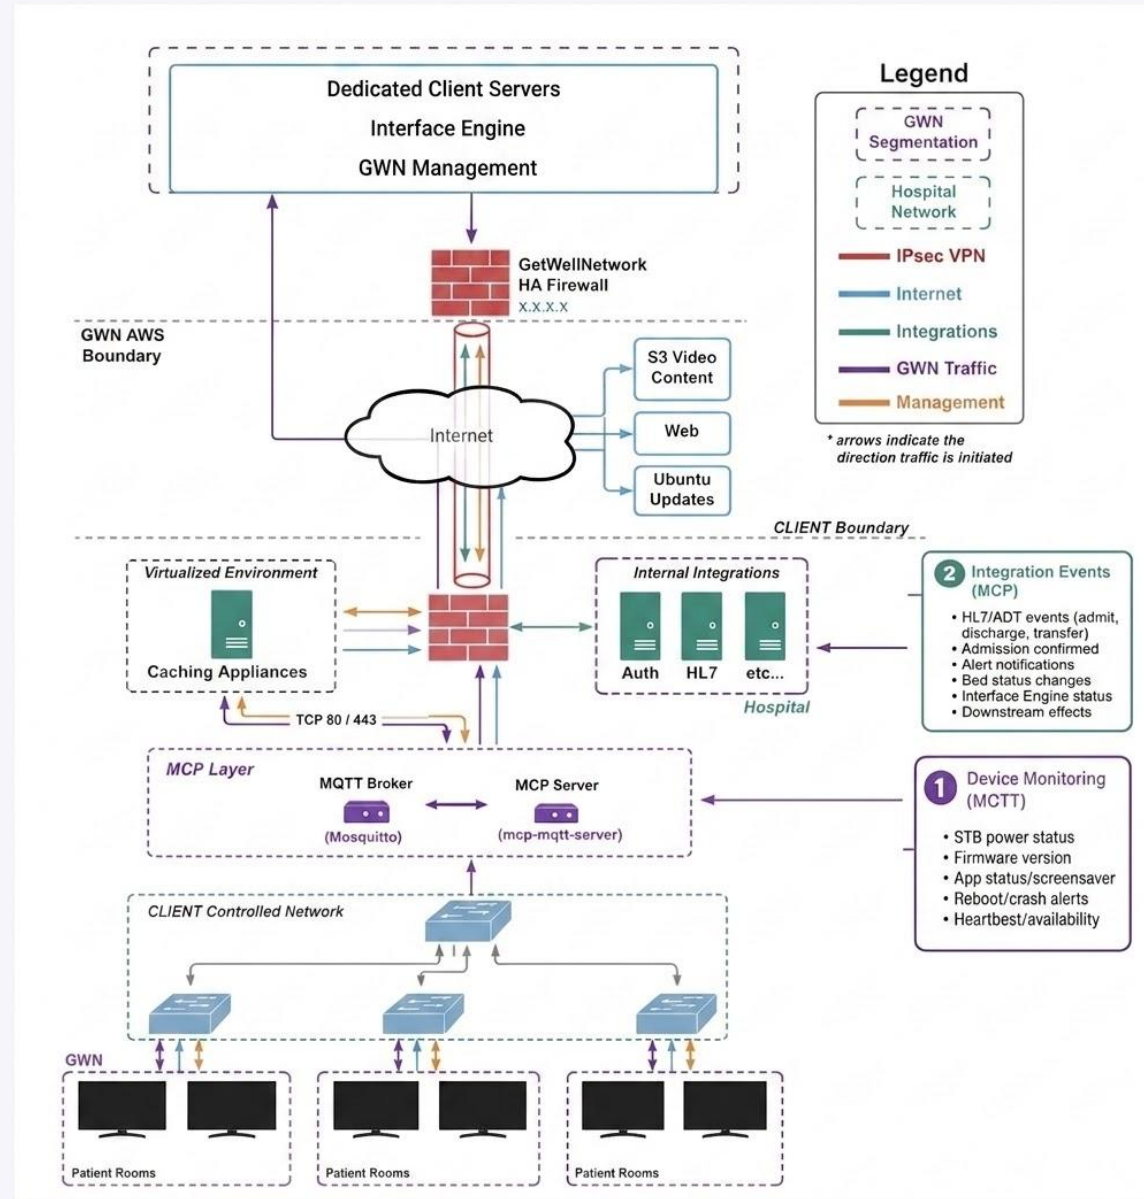 Dedicated Client Servers
Interface Engine
GWN Management
Legend
GWN
Segmentation
Hospital
Network
IPsec VPN
Internet
Integrations
GWN Traffic
Management
* arrows indicate the
direction traffic is initiated
GetWellNetwork
HA Firewall
x.x.x.x
GWN AWS
Boundary
S3 Video
Content
Internet
Web
Ubuntu
Updates
CLIENT Boundary
Virtualized Environment
Caching Appliances
Internal Integrations
Auth
HL7
etc...
Hospital
2 Integration Events
(MCP)
• HL7/ADT events (admit,
discharge, transfer)
• Admission confirmed
• Alert notifications
• Bed status changes
• Interface Engine status
• Downstream effects
TCP 80 / 443
MCP Layer
MQTT Broker
(Mosquitto)
MCP Server
(mcp-mqtt-server)
1 Device Monitoring
(MCTT)
• STB power status
• Firmware version
• App status/screensaver
• Reboot/crash alerts
• Heartbest/availability
CLIENT Controlled Network
GWN
Patient Rooms
Patient Rooms
Patient Rooms